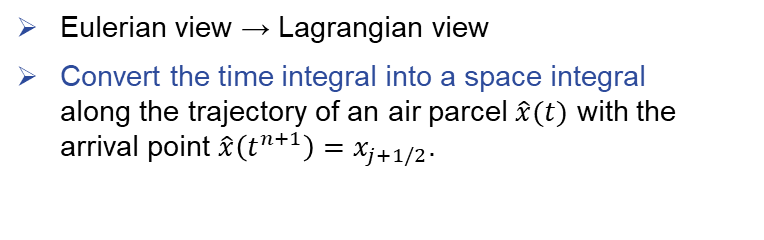 ➢ Eulerian view → Lagrangian view
➢ Convert the time integral into a space integral
along the trajectory of an air parcel x̂(t) with the
arrival point x̂(tⁿ⁺¹) = x_{j+1/2}.